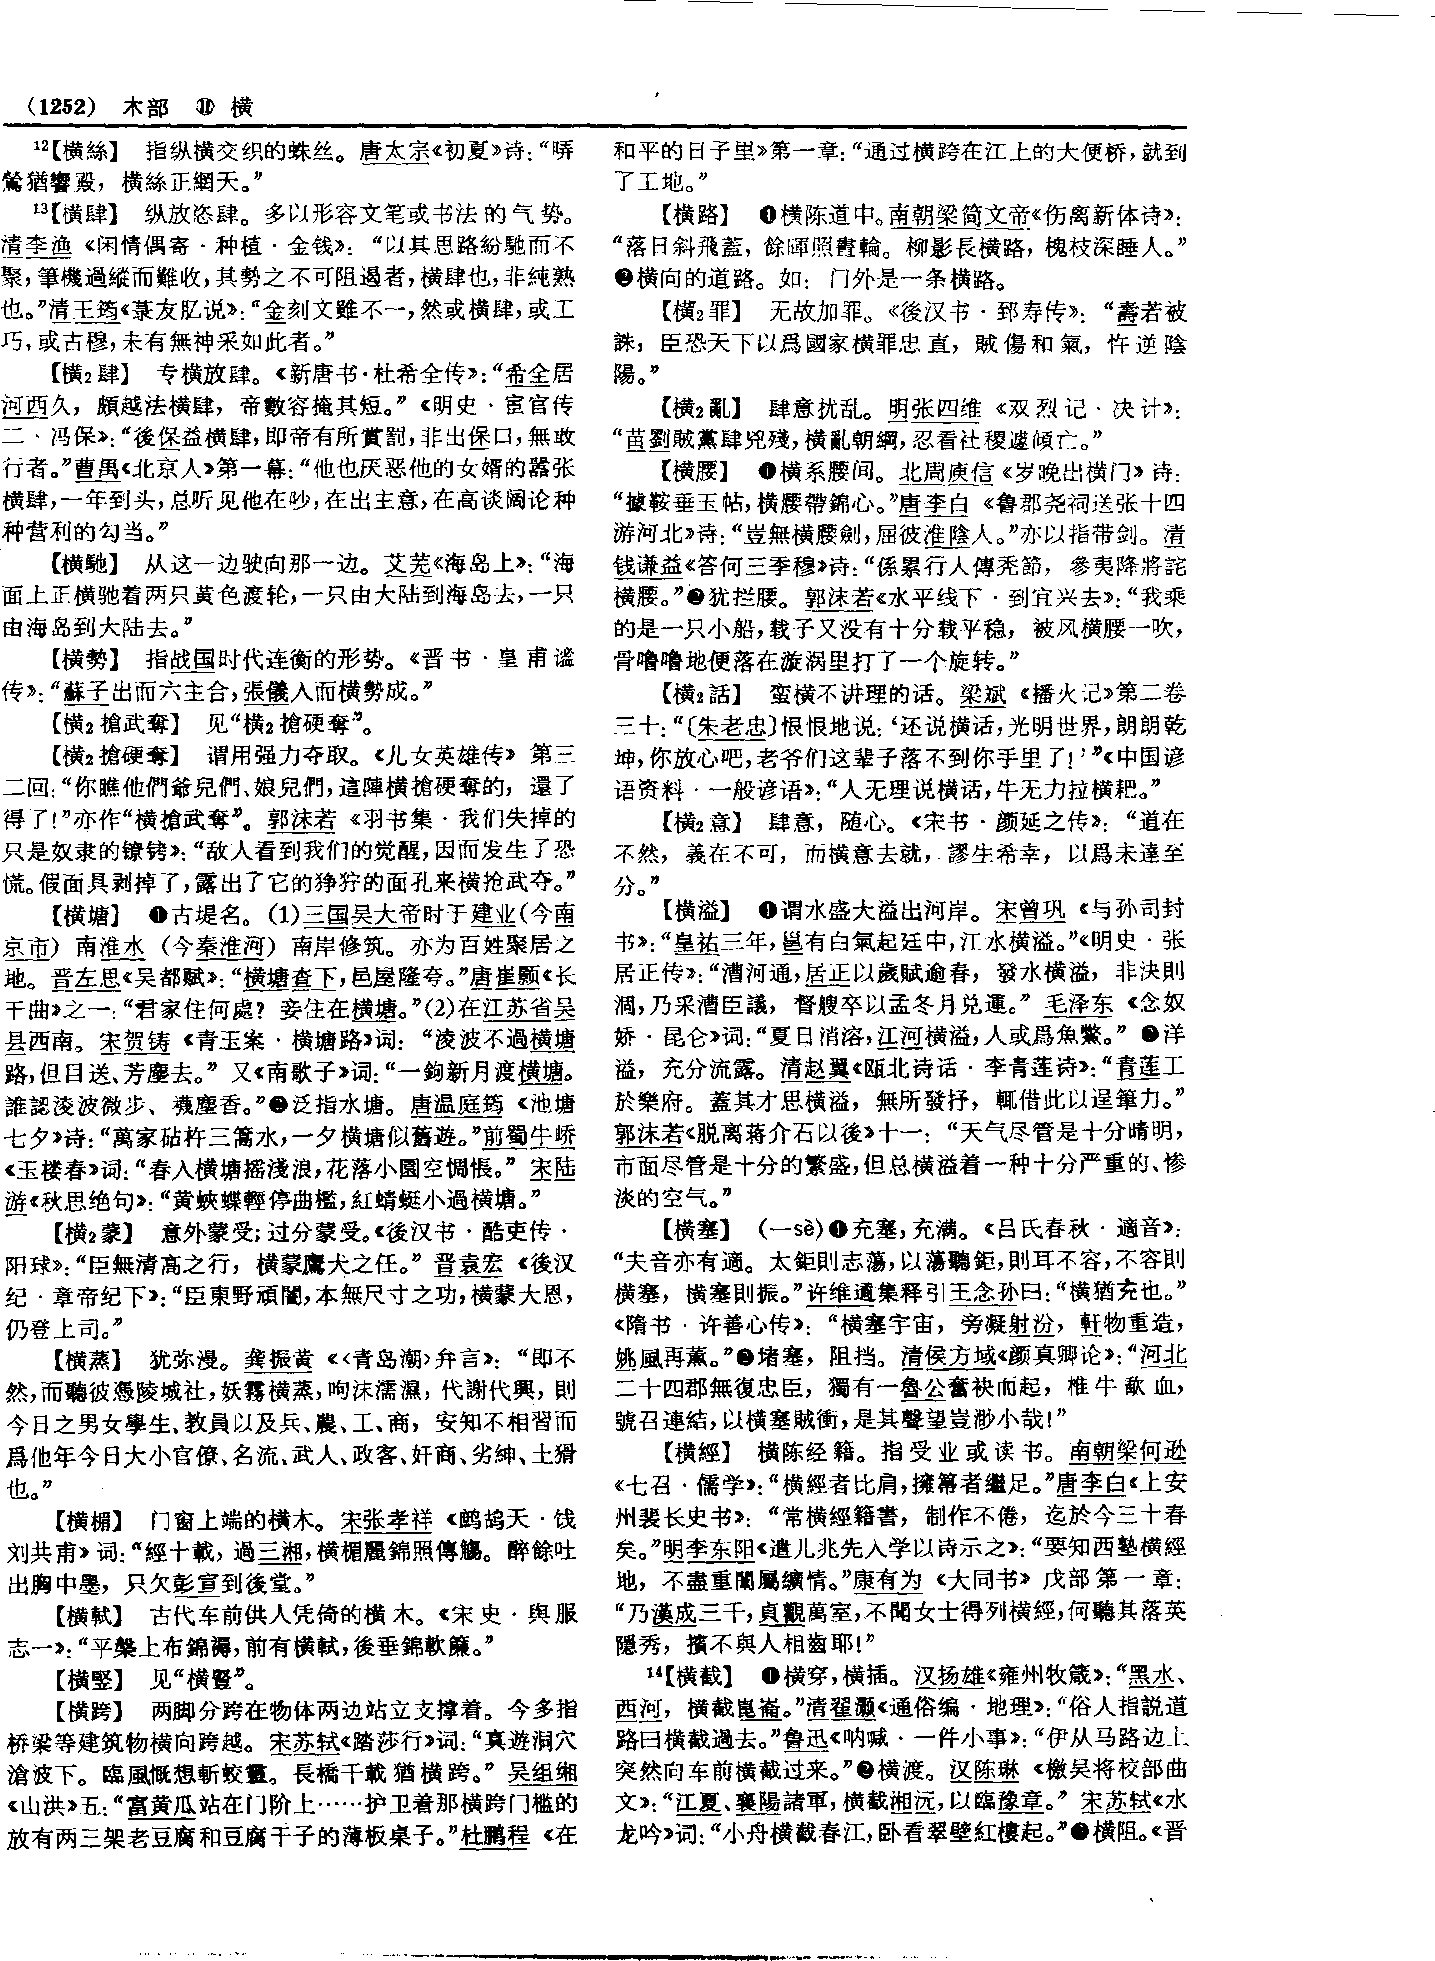 （1252） 木部 ⑪ 横
12【横絲】 指纵横交织的蛛丝。唐太宗《初夏》诗：“哢
鶯猶響殿，横絲正網天。”
13【横肆】 纵放恣肆。多以形容文笔或书法的气势。
清李渔《闲情偶寄·种植·金钱》：“以其思路紛馳而不
聚，筆機過縱而難收，其勢之不可阻遏者，横肆也，非純熟
也。”清王筠《菉友肊说》：“金刻文雖不一，然或横肆，或工
巧，或古穆，未有無神采如此者。”
【横2肆】 专横放肆。《新唐书·杜希全传》：“希全居
河西久，頗越法横肆，帝數容掩其短。”《明史·宦官传
二·冯保》：“後保益横肆，即帝有所賞罰，非出保口，無敢
行者。”曹禺《北京人》第一幕：“他也厌恶他的女婿的嚣张
横肆，一年到头，总听见他在吵，在出主意，在高谈阔论种
种营利的勾当。”
【横馳】 从这一边驶向那一边。艾芜《海岛上》：“海
面上正横驰着两只黄色渡轮，一只由大陆到海岛去，一只
由海岛到大陆去。”
【横勢】 指战国时代连衡的形势。《晋书·皇甫谧
传》：“蘇子出而六主合，張儀入而横勢成。”
【横2搶武奪】 见“横2搶硬奪”。
【横2搶硬奪】 谓用强力夺取。《儿女英雄传》第三
二回：“你瞧他們爺兒們、娘兒們，這陣横搶硬奪的，還了
得了！”亦作“横搶武奪”。郭沫若《羽书集·我们失掉的
只是奴隶的镣铐》：“敌人看到我们的觉醒，因而发生了恐
慌。假面具剥掉了，露出了它的狰狞的面孔来横抢武夺。”
【横塘】 ❶古堤名。（1）三国吴大帝时于建业（今南
京市）南淮水（今秦淮河）南岸修筑。亦为百姓聚居之
地。晋左思《吴都赋》：“横塘查下，邑屋隆夸。”唐崔颢《长
干曲》之一：“君家住何處？妾住在横塘。”（2）在江苏省吴
县西南。宋贺铸《青玉案·横塘路》词：“淩波不過横塘
路，但目送、芳塵去。”又《南歌子》词：“一鉤新月渡横塘。
誰認淩波微步、襪塵香。”❷泛指水塘。唐温庭筠《池塘
七夕》诗：“萬家砧杵三篙水，一夕横塘似舊遊。”前蜀牛峤
《玉楼春》词：“春入横塘摇淺浪，花落小園空惆悵。”宋陆
游《秋思绝句》：“黄蛺蝶輕停曲檻，紅蜻蜓小過横塘。”
【横2蒙】 意外蒙受；过分蒙受。《後汉书·酷吏传·
阳球》：“臣無清高之行，横蒙鷹犬之任。”晋袁宏《後汉
纪·章帝纪下》：“臣東野頑闇，本無尺寸之功，横蒙大恩，
仍登上司。”
【横蒸】 犹弥漫。龚振黄《〈青岛潮〉弁言》：“即不
然，而聽彼憑陵城社，妖霧横蒸，呴沫濡濕，代謝代興，則
今日之男女學生、教員以及兵、農、工、商，安知不相習而
爲他年今日大小官僚、名流、武人、政客、奸商、劣紳、土猾
也。”
【横楣】 门窗上端的横木。宋张孝祥《鹧鸪天·饯
刘共甫》词：“經十載，過三湘，横楣麗錦照傳觴。醉餘吐
出胸中墨，只欠彭宣到後堂。”
【横軾】 古代车前供人凭倚的横木。《宋史·舆服
志一》：“平槃上布錦褥，前有横軾，後垂錦軟簾。”
【横堅】 见“横豎”。
【横跨】 两脚分跨在物体两边站立支撑着。今多指
桥梁等建筑物横向跨越。宋苏轼《踏莎行》词：“真遊洞穴
滄波下。臨風慨想斬蛟靈。長橋千載猶横跨。”吴组缃
《山洪》五：“富黄瓜站在门阶上……护卫着那横跨门槛的
放有两三架老豆腐和豆腐干子的薄板桌子。”杜鹏程《在
和平的日子里》第一章：“通过横跨在江上的大便桥，就到
了工地。”
【横路】 ❶横陈道中。南朝梁简文帝《伤离新体诗》：
“落日斜飛蓋，餘暉照霣輪。柳影長横路，槐枝深睡人。”
❷横向的道路。如：门外是一条横路。
【横2罪】 无故加罪。《後汉书·郅寿传》：“壽若被
誅，臣恐天下以爲國家横罪忠直，賊傷和氣，忤逆陰
陽。”
【横2亂】 肆意扰乱。明张四维《双烈记·决计》：
“苗劉賊黨肆兇殘，横亂朝綱，忍看社稷遽傾亡。”
【横腰】 ❶横系腰间。北周庾信《岁晚出横门》诗：
“據鞍垂玉帖，横腰帶錦心。”唐李白《鲁郡尧祠送张十四
游河北》诗：“豈無横腰劍，屈彼淮陰人。”亦以指带剑。清
钱谦益《答何三季穆》诗：“係累行人傳禿節，參夷降將詫
横腰。”❷犹拦腰。郭沫若《水平线下·到宜兴去》：“我乘
的是一只小船，载子又没有十分载平稳，被风横腰一吹，
骨噜噜地便落在漩涡里打了一个旋转。”
【横2話】 蛮横不讲理的话。梁斌《播火记》第二卷
三十：“〔朱老忠〕恨恨地说：‘还说横话，光明世界，朗朗乾
坤，你放心吧，老爷们这辈子落不到你手里了！’”《中国谚
语资料·一般谚语》：“人无理说横话，牛无力拉横耙。”
【横2意】 肆意，随心。《宋书·颜延之传》：“道在
不然，義在不可，而横意去就，謬生希幸，以爲未達至
分。”
【横溢】 ❶谓水盛大溢出河岸。宋曾巩《与孙司封
书》：“皇祐三年，邕有白氣起廷中，江水横溢。”《明史·张
居正传》：“漕河通，居正以歲賦逾春，發水横溢，非決則
涸，乃采漕臣議，督艘卒以孟冬月兑運。”毛泽东《念奴
娇·昆仑》词：“夏日消溶，江河横溢，人或爲魚鱉。”❷洋
溢，充分流露。清赵翼《瓯北诗话·李青莲诗》：“青莲工
於樂府。蓋其才思横溢，無所發抒，輒借此以逞筆力。”
郭沫若《脱离蒋介石以後》十一：“天气尽管是十分晴明，
市面尽管是十分的繁盛，但总横溢着一种十分严重的、惨
淡的空气。”
【横塞】 （—sè）❶充塞，充满。《吕氏春秋·適音》：
“夫音亦有適。太鉅則志蕩，以蕩聽鉅，則耳不容，不容則
横塞，横塞則振。”许维遹集释引王念孙曰：“横猶充也。”
《隋书·许善心传》：“横塞宇宙，旁凝射汾，軒物重造，
姚風再薰。”❷堵塞，阻挡。清侯方域《颜真卿论》：“河北
二十四郡無復忠臣，獨有一魯公奮袂而起，椎牛歃血，
號召連結，以横塞賊衝，是其聲望豈渺小哉！”
【横經】 横陈经籍。指受业或读书。南朝梁何逊
《七召·儒学》：“横經者比肩，擁篲者繼足。”唐李白《上安
州裴长史书》：“常横經籍書，制作不倦，迄於今三十春
矣。”明李东阳《遣儿兆先入学以诗示之》：“要知西塾横經
地，不盡重闈屬纊情。”康有为《大同书》戊部第一章：
“乃漢成三千，貞觀萬室，不聞女士得列横經，何聽其落英
隱秀，擯不與人相齒耶！”
14【横截】 ❶横穿，横插。汉扬雄《雍州牧箴》：“黑水、
西河，横截崑崙。”清翟灏《通俗编·地理》：“俗人指説道
路曰横截過去。”鲁迅《呐喊·一件小事》：“伊从马路边上
突然向车前横截过来。”❷横渡。汉陈琳《檄吴将校部曲
文》：“江夏、襄陽諸軍，横截湘沅，以臨豫章。”宋苏轼《水
龙吟》词：“小舟横截春江，卧看翠壁紅樓起。”❸横阻。《晋